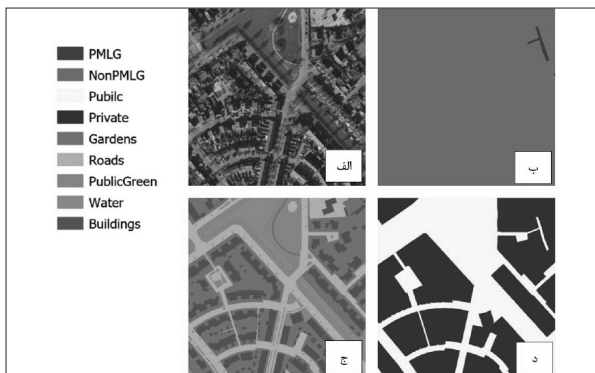 PMLG
NonPMLG
Pubilc
Private
Gardens
Roads
PublicGreen
Water
Buildings
الف
ب
ج
د